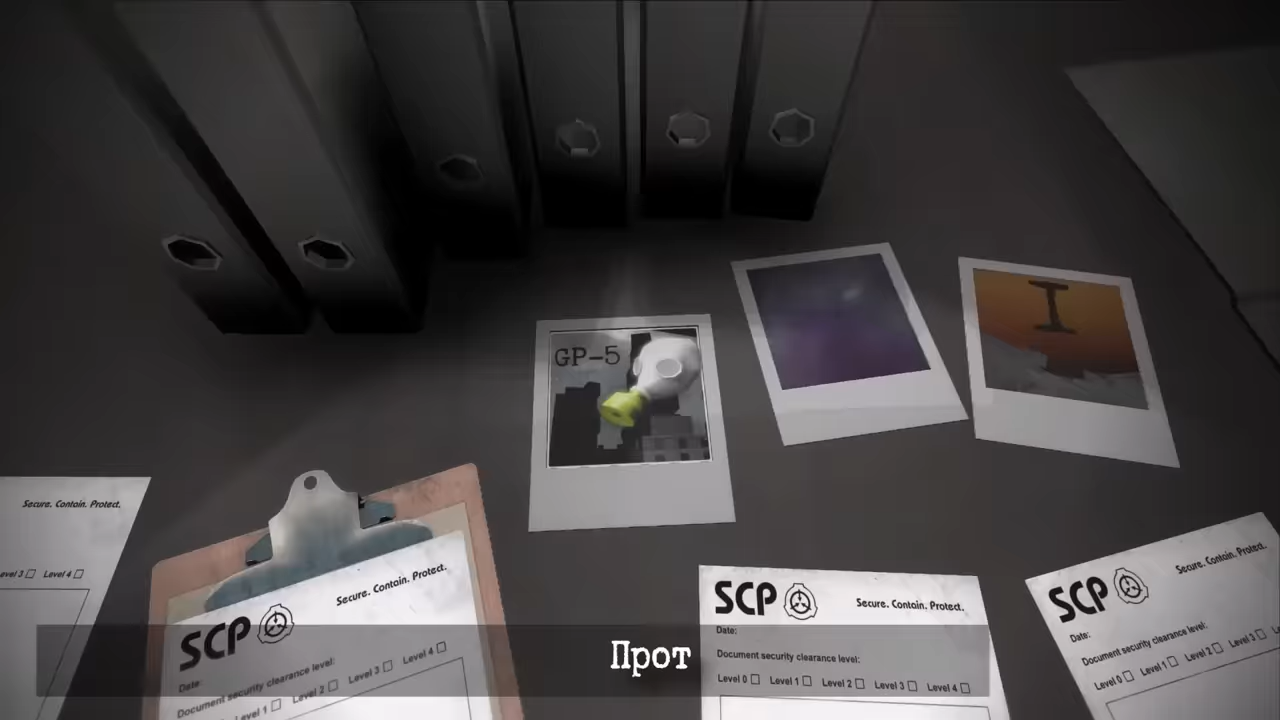 I
GP-5
Secure. Contain. Protect.
Level 3 Level 4
SCP
Secure. Contain. Protect.
Date:
Document security clearance level:
Level 1 Level 2 Level 3 Level 4
SCP
Secure. Contain. Protect.
Date:
Document security clearance level:
Level 0 Level 1 Level 2 Level 3 Level 4
SCP
Secure. Contain. Protect.
Date:
Document security clearance level:
Level 0 Level 1 Level 2 Level 3
Прот